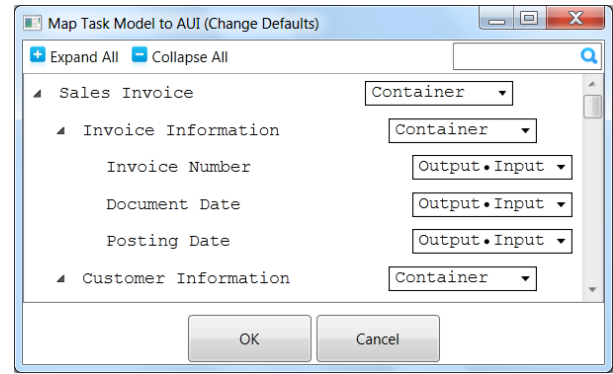 Map Task Model to AUI (Change Defaults)
Expand All Collapse All
Sales Invoice Container
Invoice Information Container
Invoice Number Output•Input
Document Date Output•Input
Posting Date Output•Input
Customer Information Container
OK Cancel